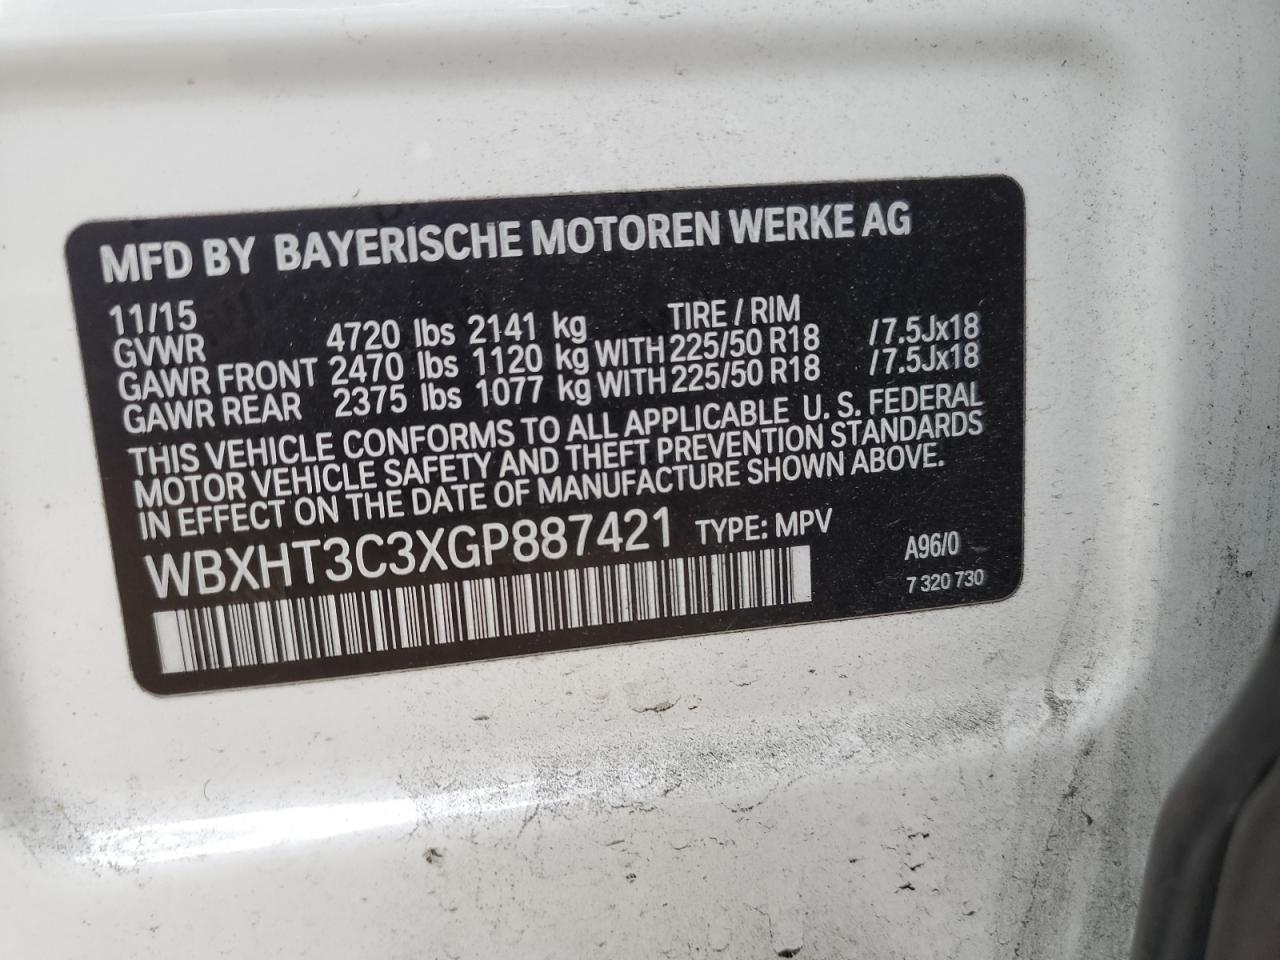 MFD BY BAYERISCHE MOTOREN WERKE AG
11/15 TIRE / RIM
GVWR 4720 lbs 2141 kg
GAWR FRONT 2470 lbs 1120 kg WITH 225/50 R18 /7.5Jx18
GAWR REAR 2375 lbs 1077 kg WITH 225/50 R18 /7.5Jx18
THIS VEHICLE CONFORMS TO ALL APPLICABLE U. S. FEDERAL
MOTOR VEHICLE SAFETY AND THEFT PREVENTION STANDARDS
IN EFFECT ON THE DATE OF MANUFACTURE SHOWN ABOVE.
WBXHT3C3XGP887421 TYPE: MPV
A96/0
7 320 730